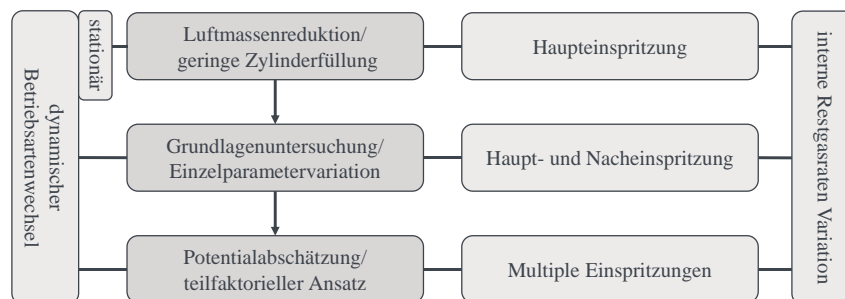 dynamischer
Betriebsartenwechsel
stationär
Luftmassenreduktion/
geringe Zylinderfüllung
Haupteinspritzung
Grundlagenuntersuchung/
Einzelparametervariation
Haupt- und Nacheinspritzung
Potentialabschätzung/
teilfaktorieller Ansatz
Multiple Einspritzungen
interne Restgasraten Variation